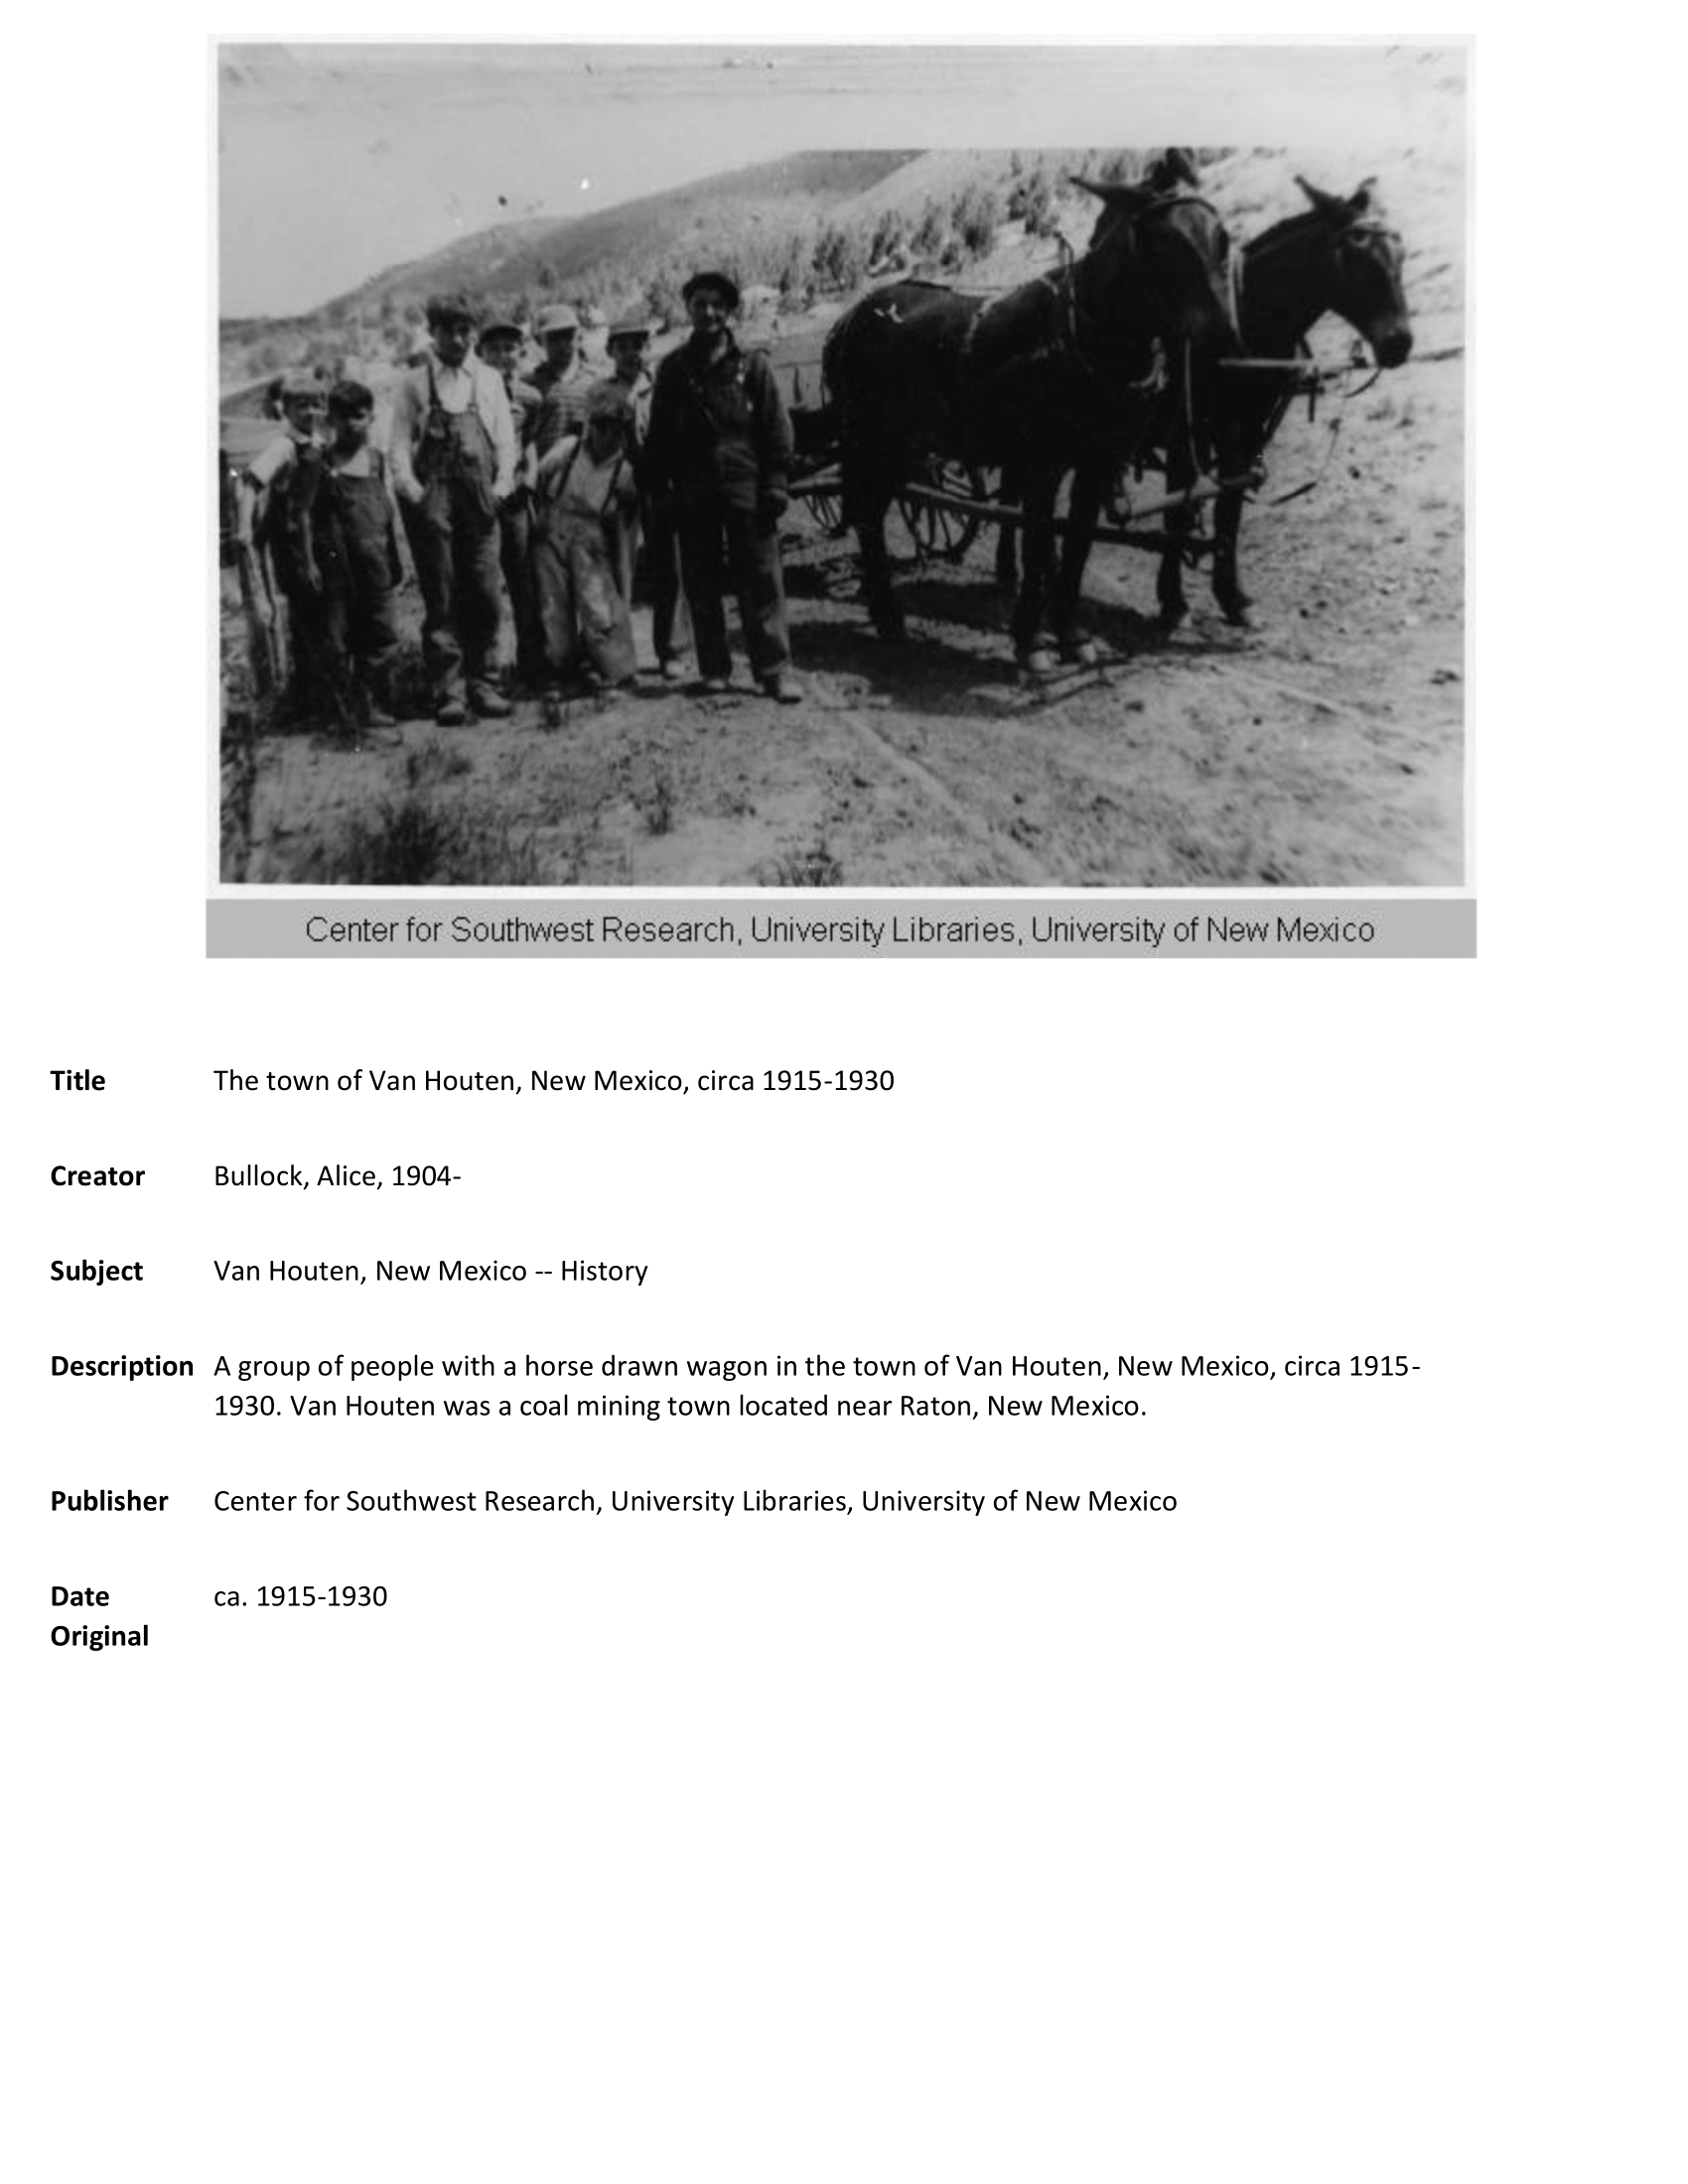 Center for Southwest Research, University Libraries, University of New Mexico
Title The town of Van Houten, New Mexico, circa 1915-1930
Creator Bullock, Alice, 1904-
Subject Van Houten, New Mexico -- History
Description A group of people with a horse drawn wagon in the town of Van Houten, New Mexico, circa 1915-
1930. Van Houten was a coal mining town located near Raton, New Mexico.
Publisher Center for Southwest Research, University Libraries, University of New Mexico
Date ca. 1915-1930
Original